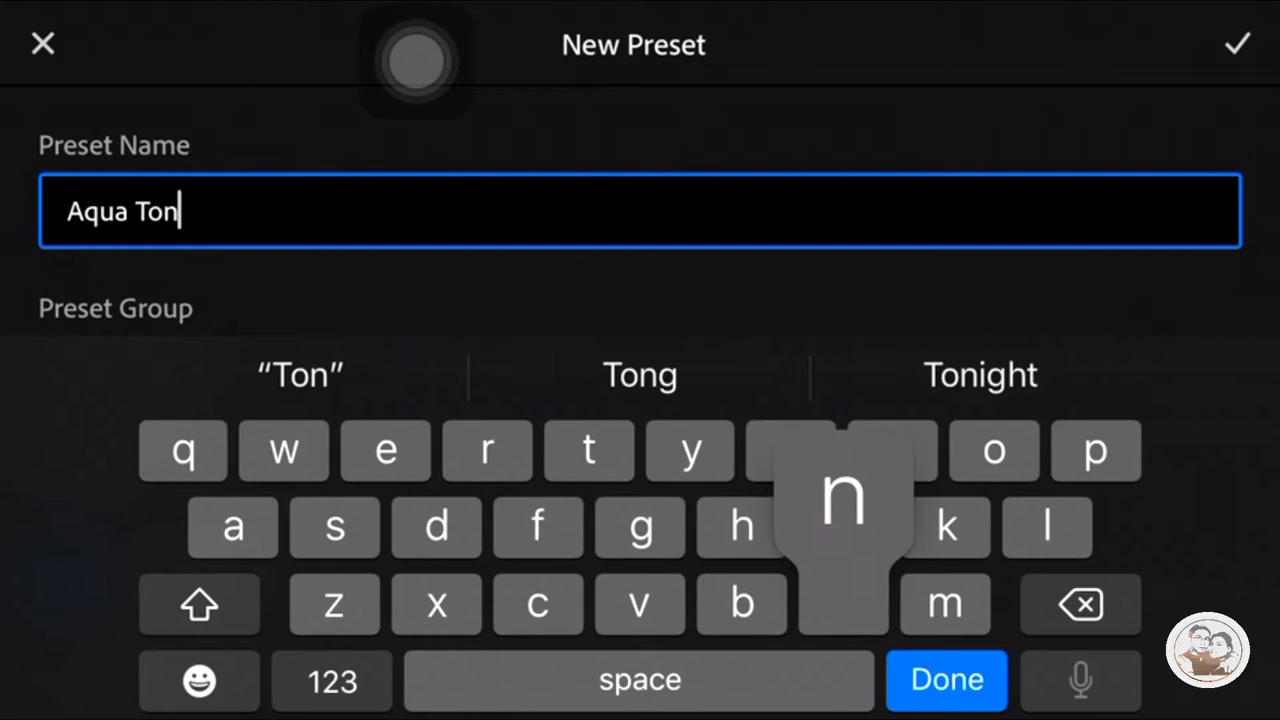 New Preset
Preset Name
Aqua Ton
Preset Group
“Ton” Tong Tonight
q w e r t y o p
a s d f g h n k l
z x c v b m
123 space Done